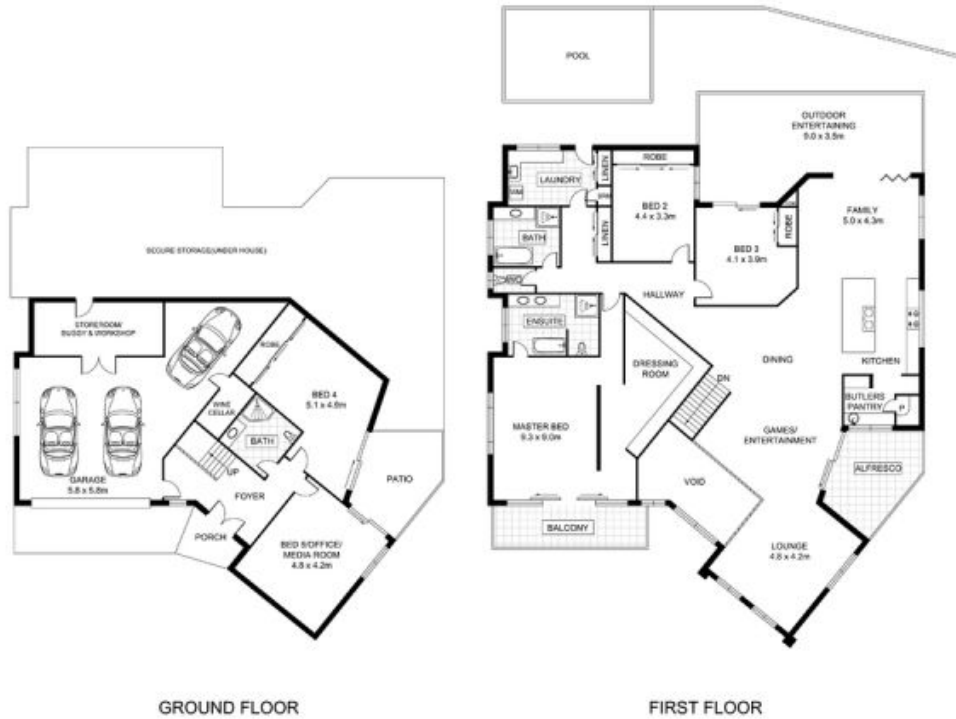 POOL
OUTDOOR
ENTERTAINING
9.0 x 3.5m
LAUNDRY
WM
LINEN
ROBE
BED 2
4.4 x 3.3m
BATH
LINEN
BED 3
4.1 x 3.9m
ROBE
FAMILY
5.0 x 4.3m
HALLWAY
ENSUITE
DRESSING
ROOM
DINING
KITCHEN
DN
BUTLERS
PANTRY
P
MASTER BED
9.3 x 9.0m
GAMES/
ENTERTAINMENT
ALFRESCO
VOID
BALCONY
LOUNGE
4.8 x 4.2m
FIRST FLOOR
SECURE STORAGE(UNDER HOUSE)
STOREROOM/
BUGGY & WORKSHOP
ROBE
BED 4
5.1 x 4.8m
WINE
CELLAR
BATH
UP
GARAGE
5.8 x 5.8m
FOYER
PATIO
PORCH
BED 5/OFFICE/
MEDIA ROOM
4.8 x 4.2m
GROUND FLOOR